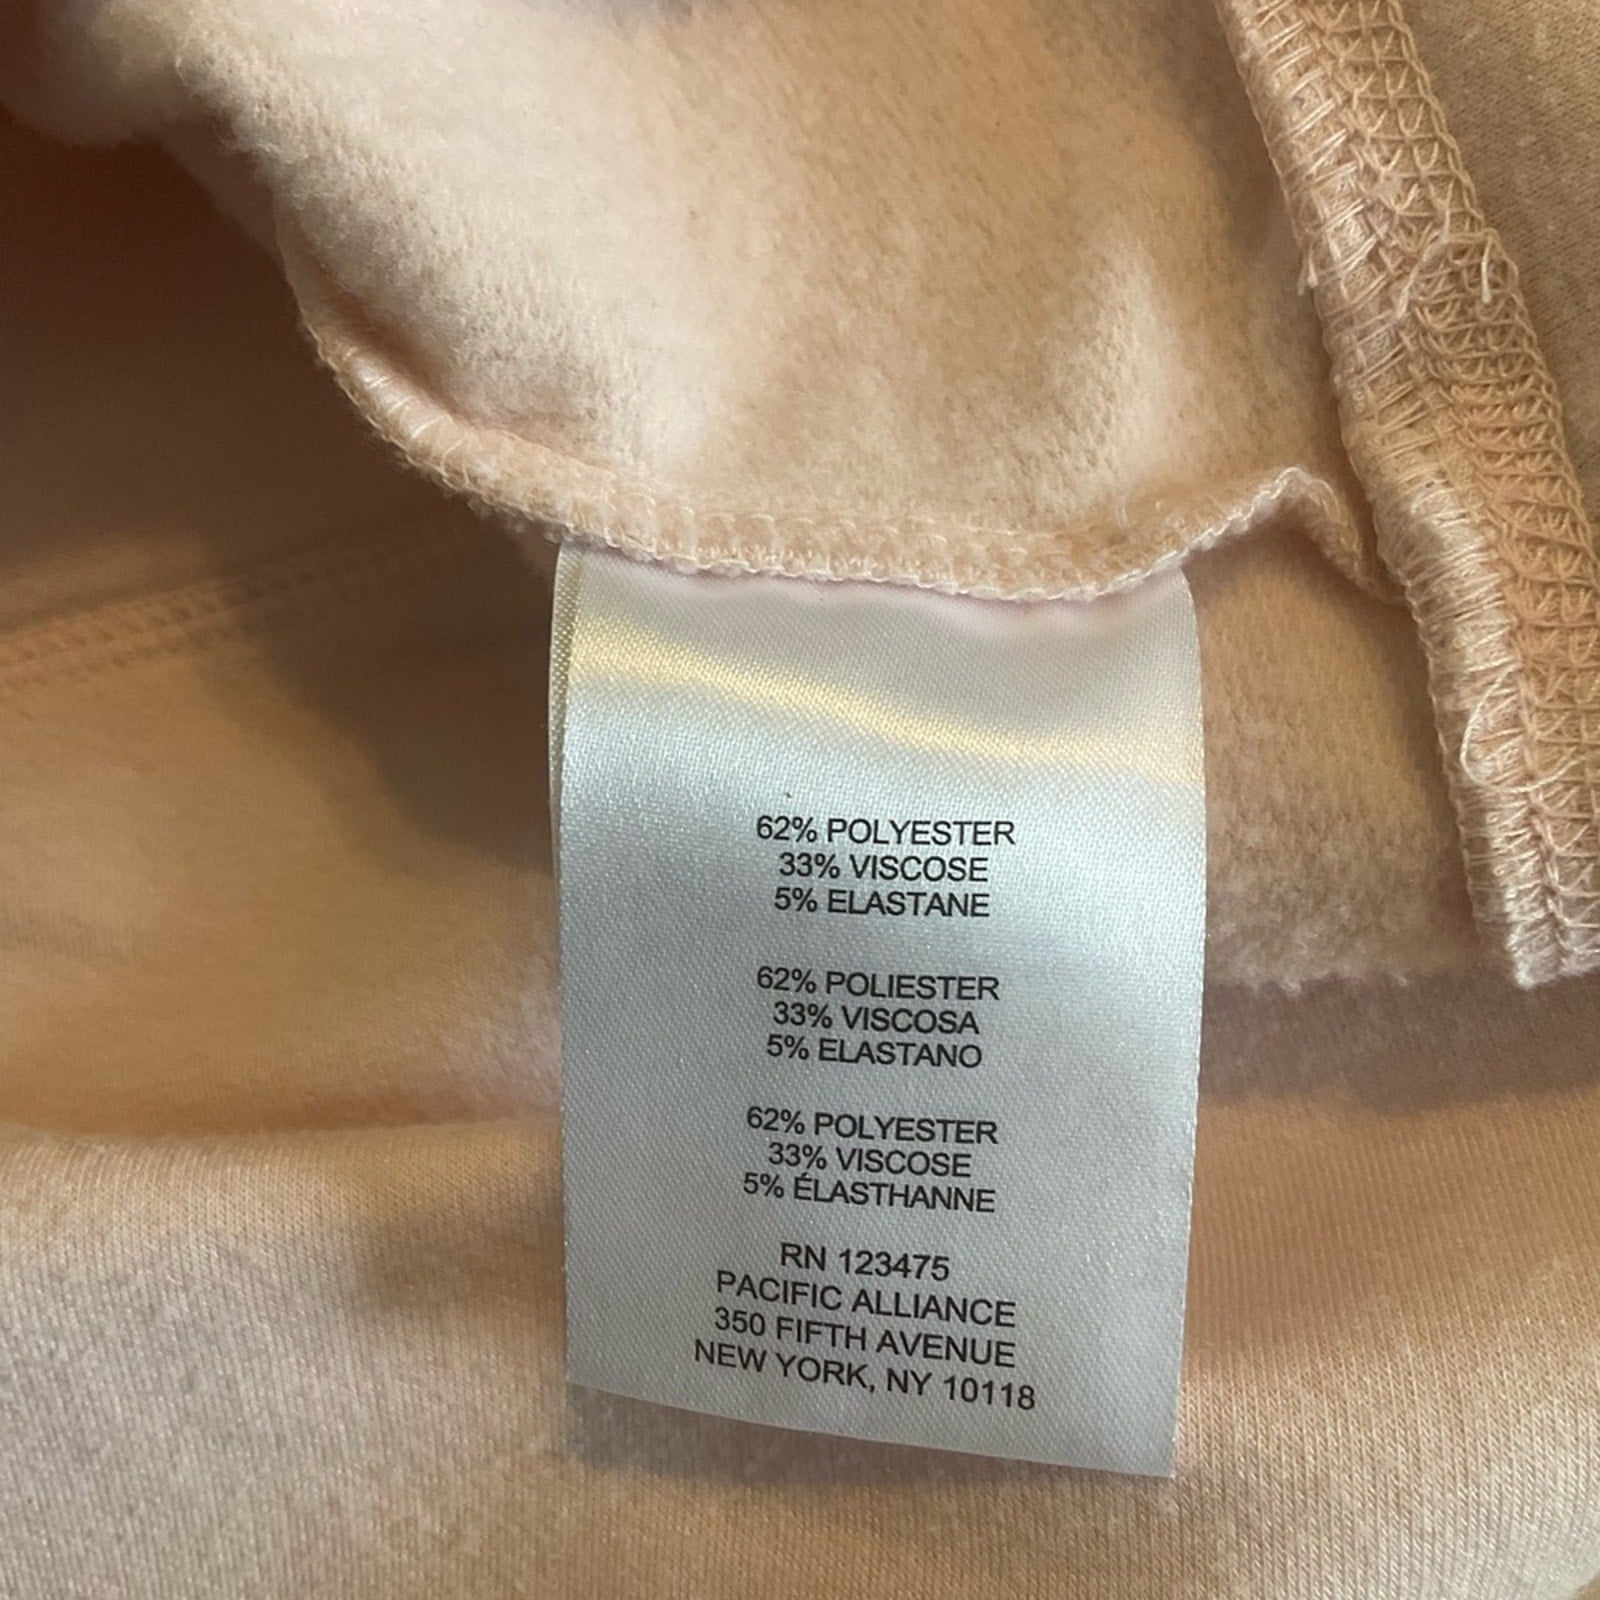 62% POLYESTER
33% VISCOSE
5% ELASTANE
62% POLIESTER
33% VISCOSA
5% ELASTANO
62% POLYESTER
33% VISCOSE
5% ÉLASTHANNE
RN 123475
PACIFIC ALLIANCE
350 FIFTH AVENUE
NEW YORK, NY 10118